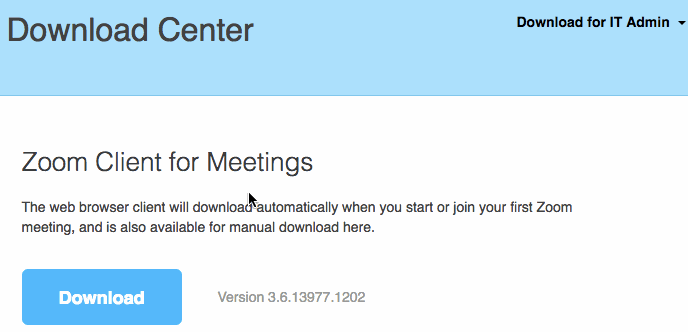 Download Center
Download for IT Admin
Zoom Client for Meetings
The web browser client will download automatically when you start or join your first Zoom
meeting, and is also available for manual download here.
Download
Version 3.6.13977.1202